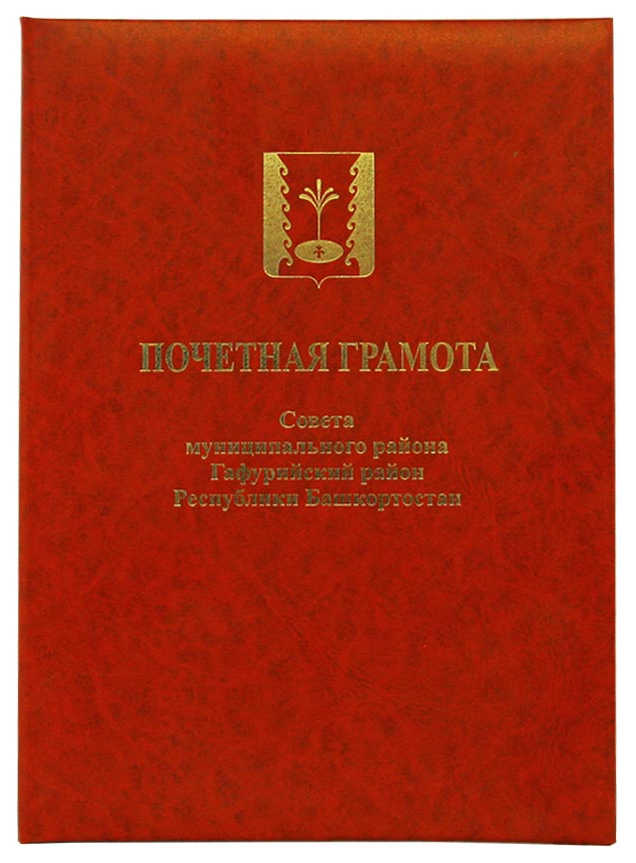 ПОЧЕТНАЯ ГРАМОТА
Совета
муниципального района
Гафурийский район
Республики Башкортостан